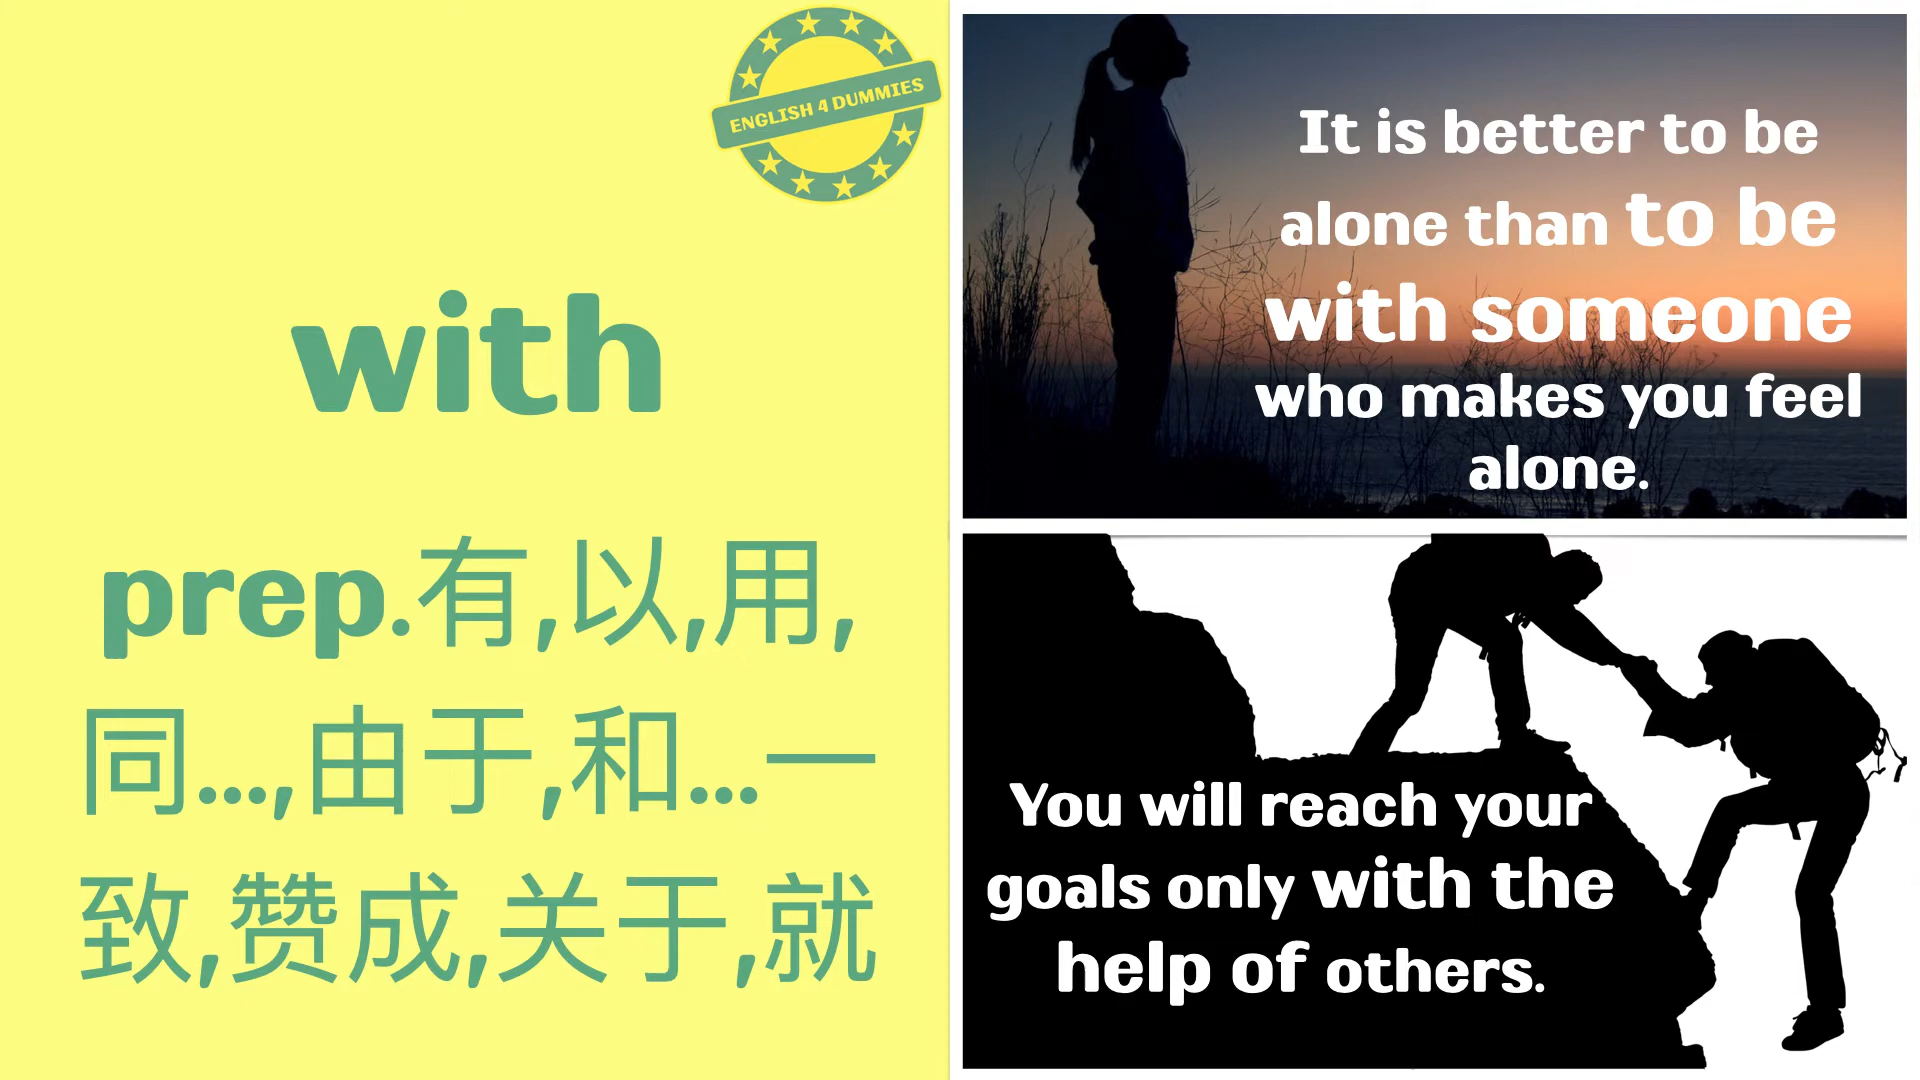 ENGLISH 4 DUMMIES
with
prep.有,以,用,
同...,由于,和...一
致,赞成,关于,就
It is better to be
alone than to be
with someone
who makes you feel
alone.
You will reach your
goals only with the
help of others.